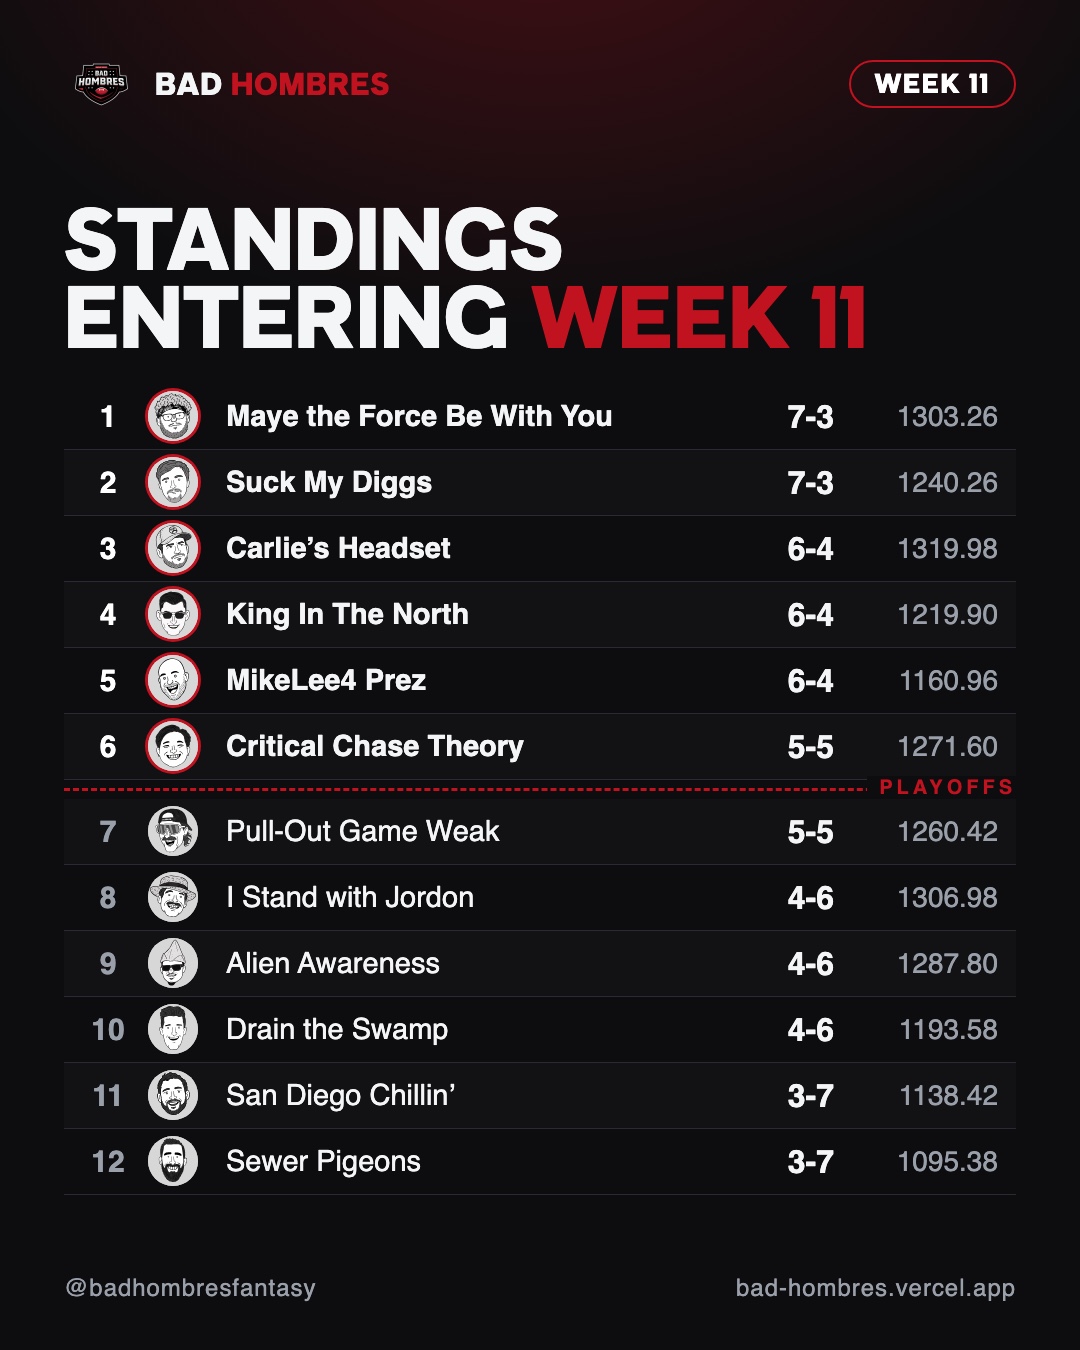 BAD
HOMBRES
BAD HOMBRES
WEEK 11
STANDINGS
ENTERING WEEK 11
1 Maye the Force Be With You 7-3 1303.26
2 Suck My Diggs 7-3 1240.26
3 Carlie’s Headset 6-4 1319.98
4 King In The North 6-4 1219.90
5 MikeLee4 Prez 6-4 1160.96
6 Critical Chase Theory 5-5 1271.60
PLAYOFFS
7 Pull-Out Game Weak 5-5 1260.42
8 I Stand with Jordon 4-6 1306.98
9 Alien Awareness 4-6 1287.80
10 Drain the Swamp 4-6 1193.58
11 San Diego Chillin’ 3-7 1138.42
12 Sewer Pigeons 3-7 1095.38
@badhombresfantasy
bad-hombres.vercel.app